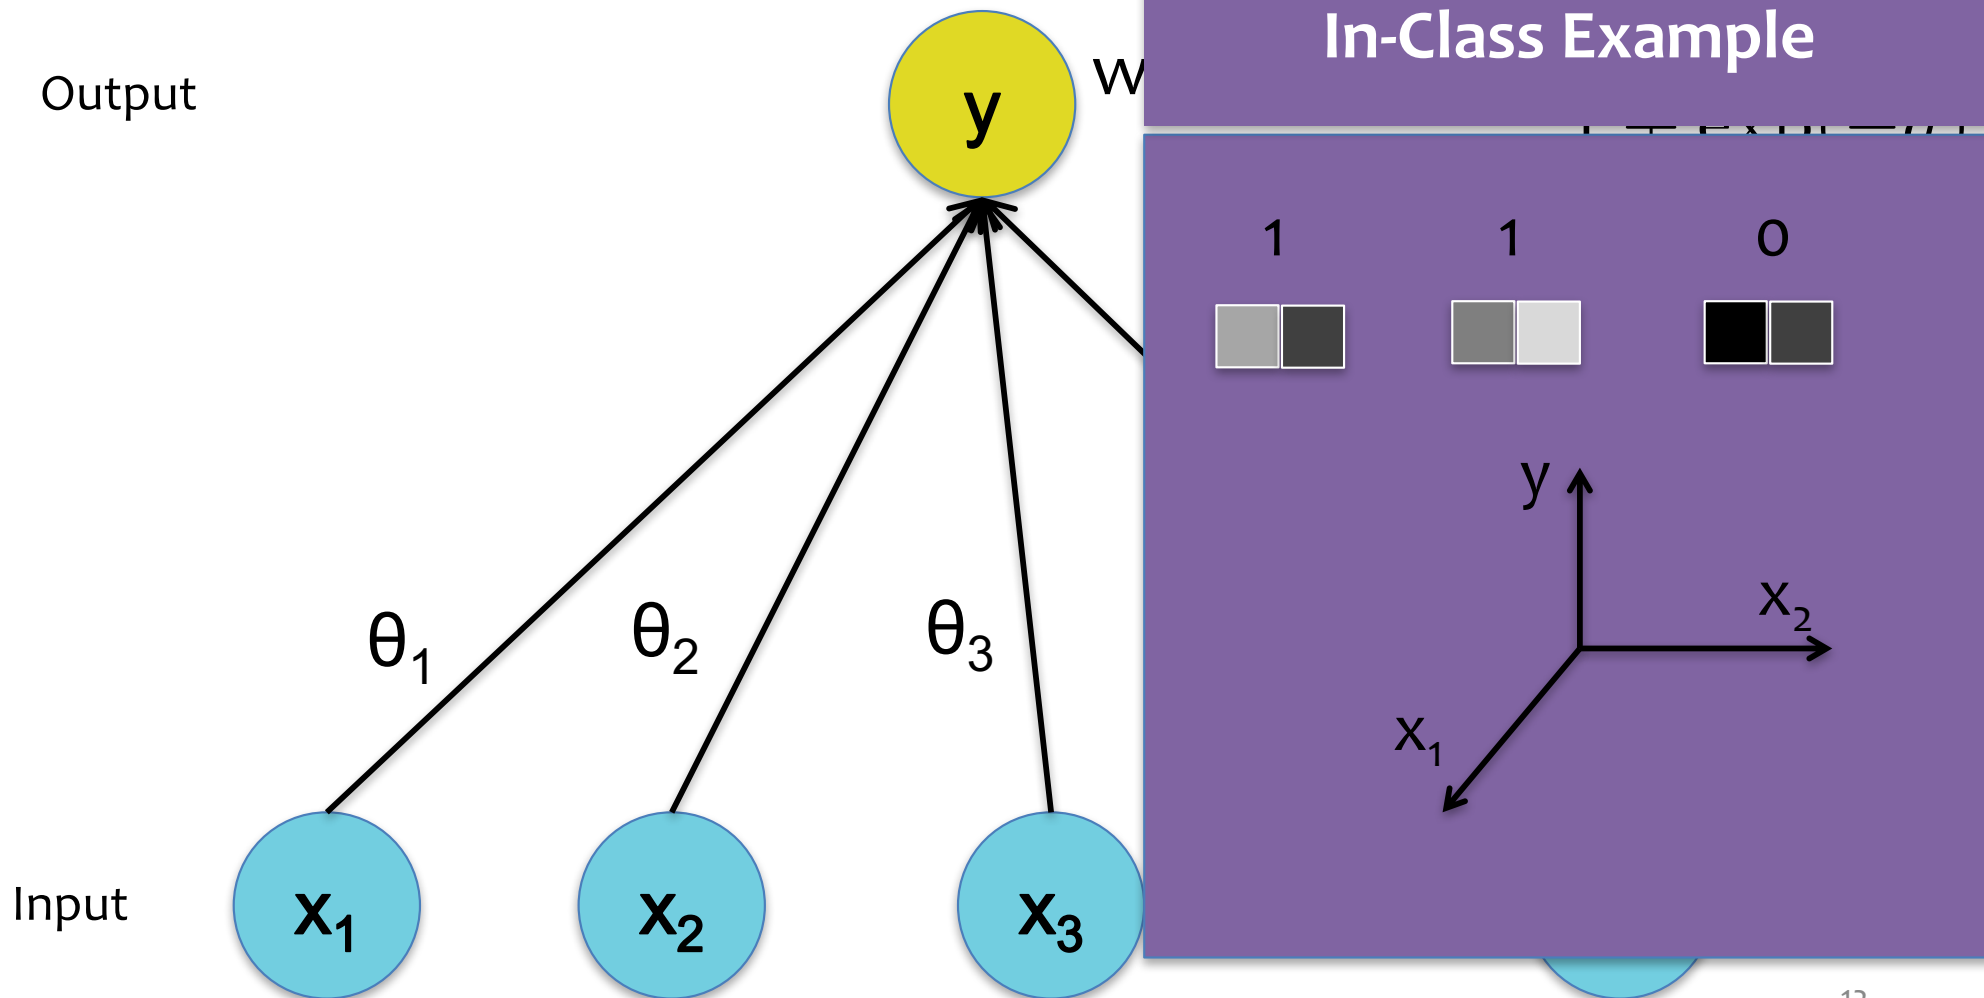 In-Class Example
Output
y
w
1 1 0
y
x2
x1
θ1 θ2 θ3
Input
x1 x2 x3